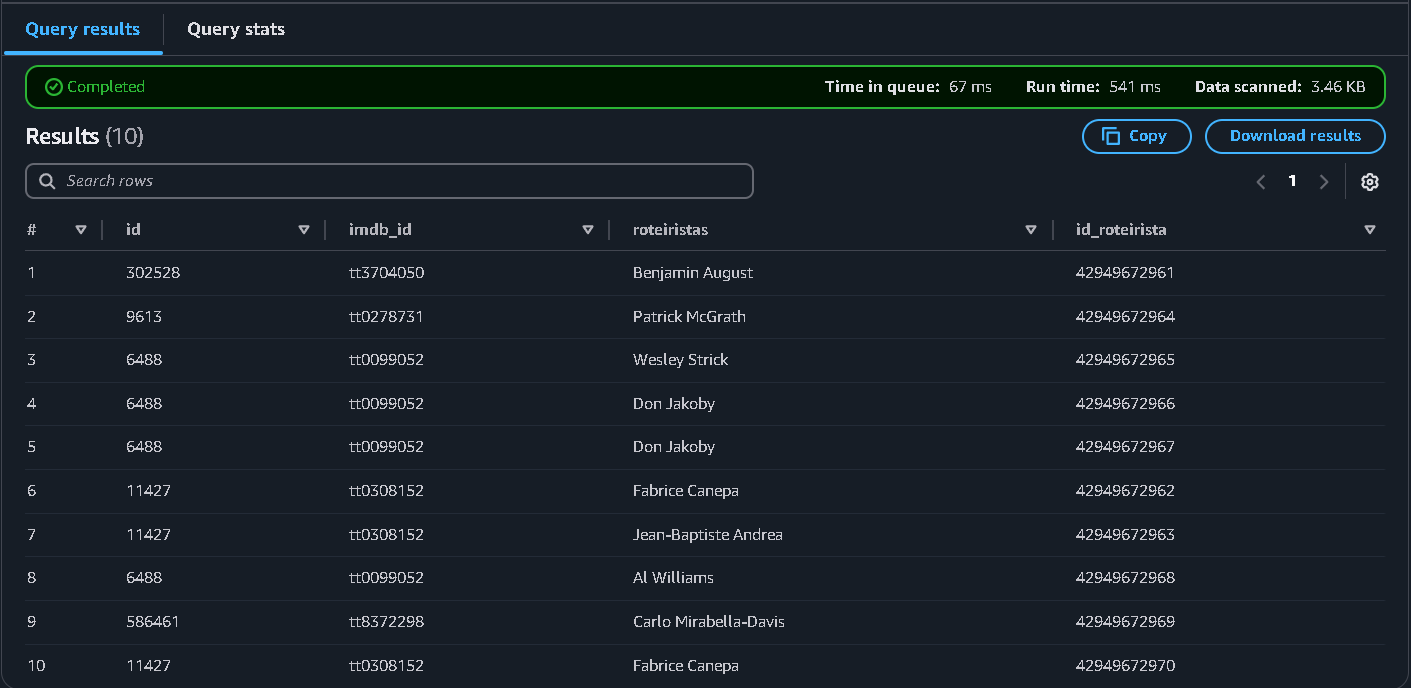 Query results Query stats
Completed Time in queue: 67 ms Run time: 541 ms Data scanned: 3.46 KB
Results (10) Copy Download results
Search rows 1
# id imdb_id roteiristas id_roteirista
1 302528 tt3704050 Benjamin August 42949672961
2 9613 tt0278731 Patrick McGrath 42949672964
3 6488 tt0099052 Wesley Strick 42949672965
4 6488 tt0099052 Don Jakoby 42949672966
5 6488 tt0099052 Don Jakoby 42949672967
6 11427 tt0308152 Fabrice Canepa 42949672962
7 11427 tt0308152 Jean-Baptiste Andrea 42949672963
8 6488 tt0099052 Al Williams 42949672968
9 586461 tt8372298 Carlo Mirabella-Davis 42949672969
10 11427 tt0308152 Fabrice Canepa 42949672970